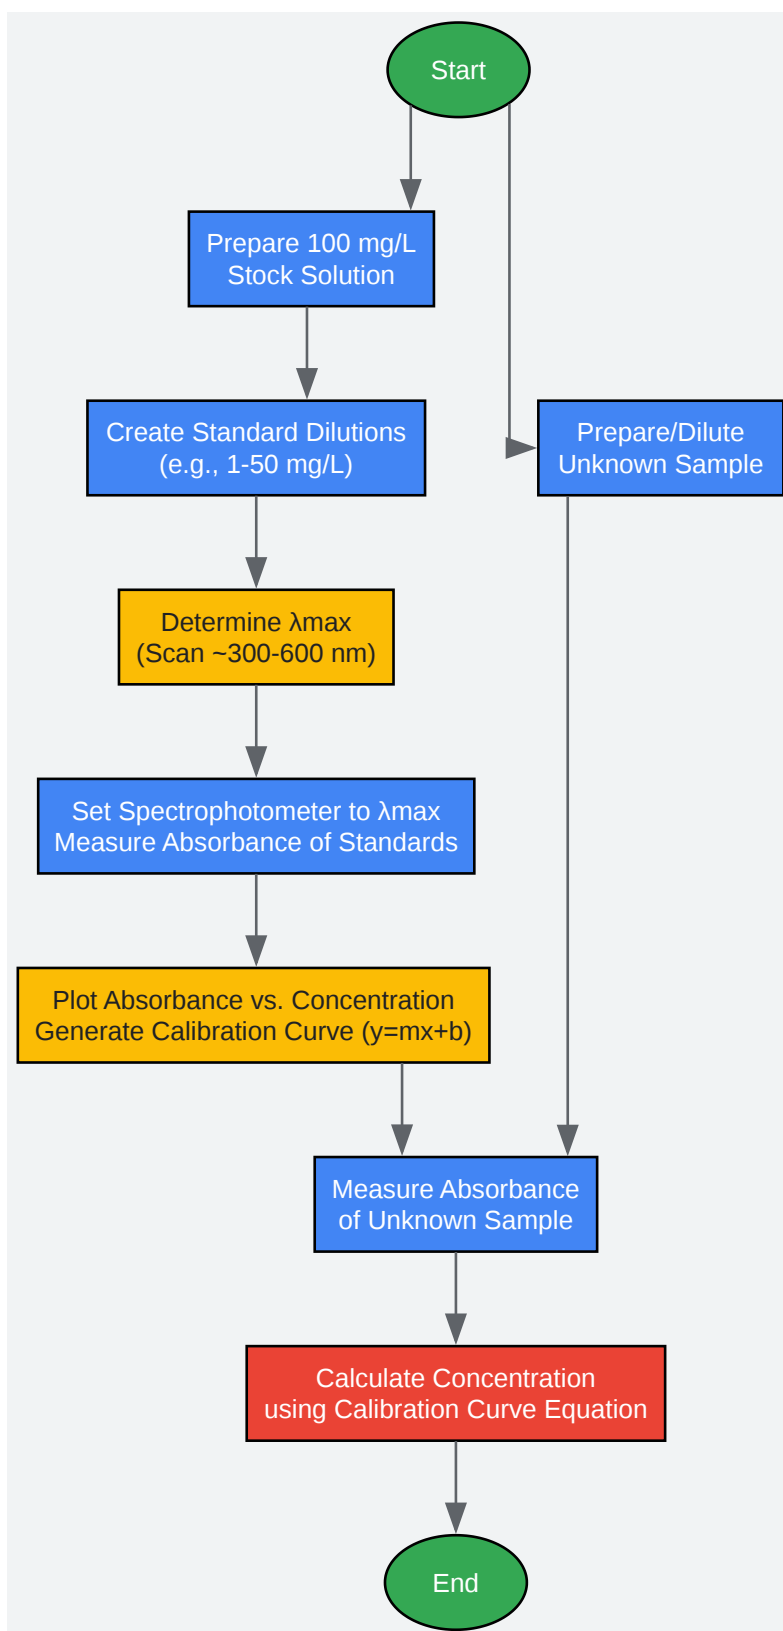 Start
Prepare 100 mg/L
Stock Solution
Create Standard Dilutions
(e.g., 1-50 mg/L)
Prepare/Dilute
Unknown Sample
Determine λmax
(Scan ~300-600 nm)
Set Spectrophotometer to λmax
Measure Absorbance of Standards
Plot Absorbance vs. Concentration
Generate Calibration Curve (y=mx+b)
Measure Absorbance
of Unknown Sample
Calculate Concentration
using Calibration Curve Equation
End